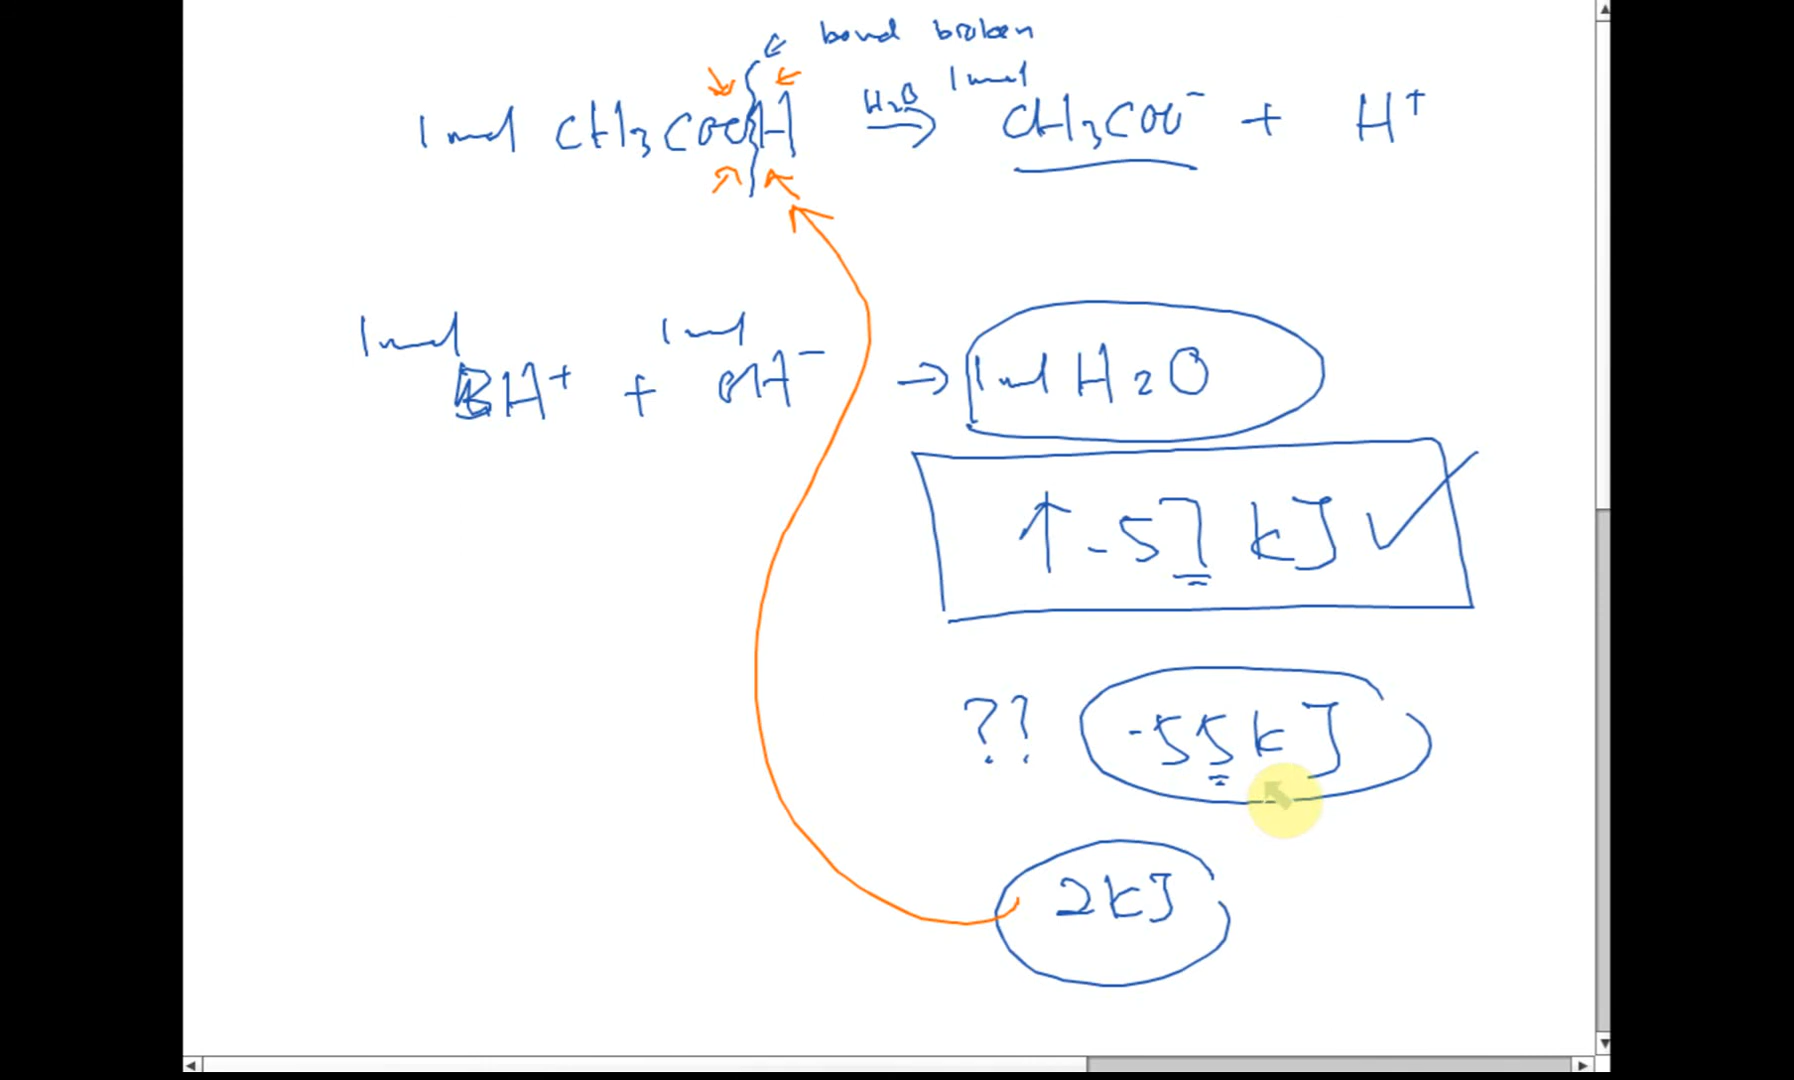 bond broken
1 mol CH3COOH H2O → 1 mol CH3COO⁻ + H⁺
1 mol H⁺ + 1 mol OH⁻ → 1 mol H2O
↑ -57 kJ ✓
?? -55 kJ
2 kJ